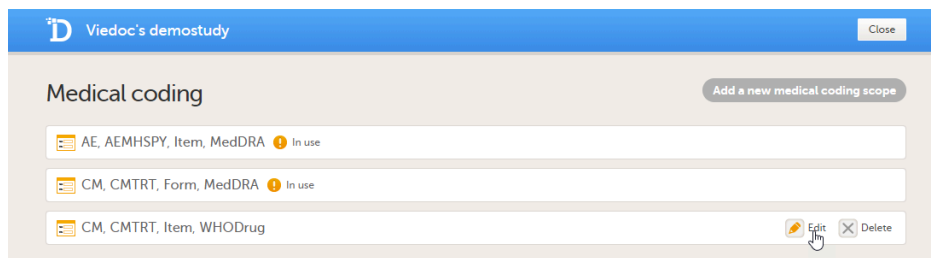 Viedoc's demostudy
Close
Medical coding
Add a new medical coding scope
AE, AEMHSPY, Item, MedDRA ! In use
CM, CMTRT, Form, MedDRA ! In use
CM, CMTRT, Item, WHODrug
Edit Delete